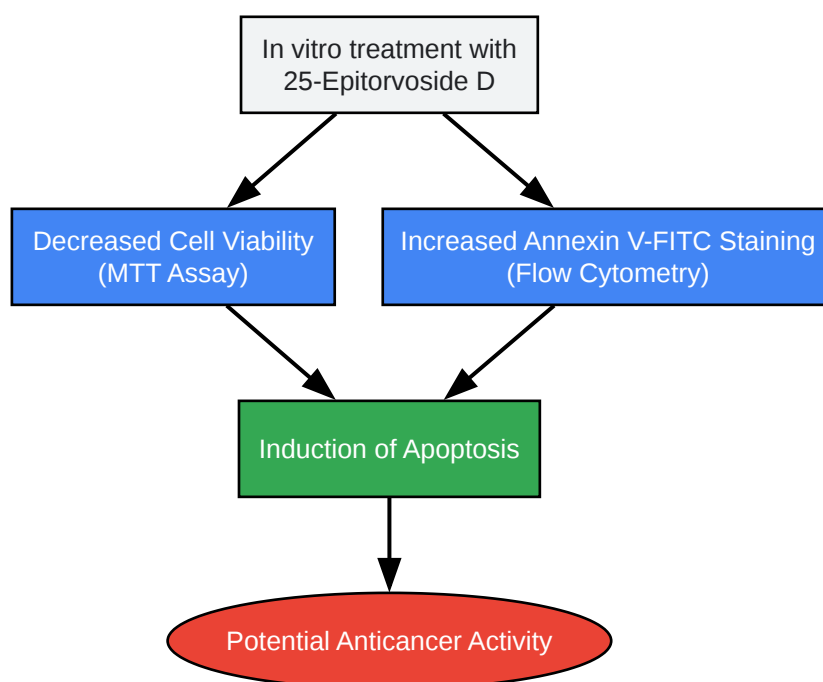 In vitro treatment with
25-Epitorvoside D
Decreased Cell Viability
(MTT Assay)
Increased Annexin V-FITC Staining
(Flow Cytometry)
Induction of Apoptosis
Potential Anticancer Activity